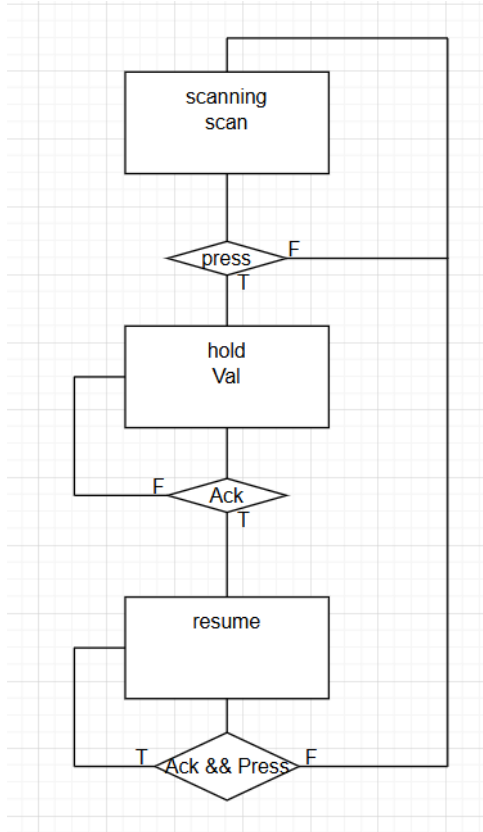 scanning
scan
press
F
T
hold
Val
F
Ack
T
resume
T
Ack && Press
F